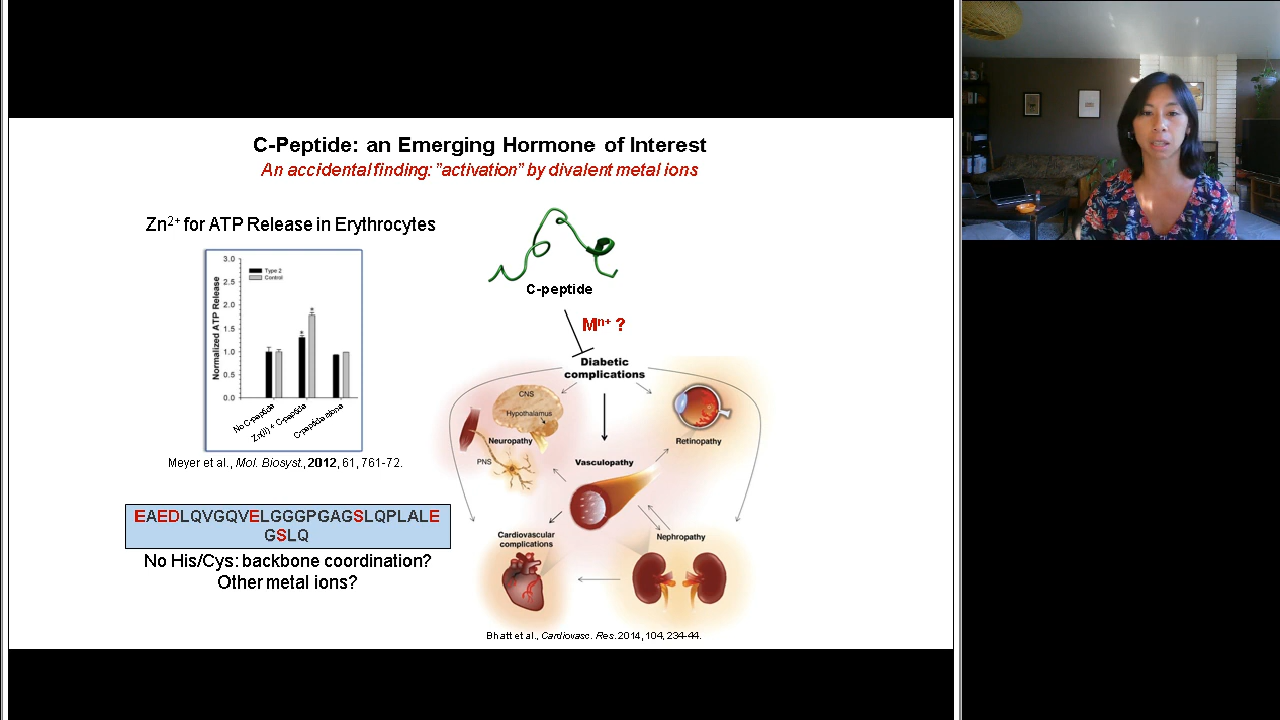 C-Peptide: an Emerging Hormone of Interest
An accidental finding: "activation" by divalent metal ions
Zn2+ for ATP Release in Erythrocytes
Normalized ATP Release
3.0
2.5
2.0
1.5
1.0
0.5
0.0
Type 2
Control
*
*
No C-peptide
Zn(II) + C-peptide
C-peptide alone
Meyer et al., Mol. Biosyst., 2012, 61, 761-72.
EAEDLQVGQVELGGGPGAGSLQPLALE
GSLQ
No His/Cys: backbone coordination?
Other metal ions?
C-peptide
Mn+ ?
Diabetic
complications
CNS
Hypothalamus
Neuropathy
PNS
Retinopathy
Vasculopathy
Cardiovascular
complications
Nephropathy
Bhatt et al., Cardiovasc. Res. 2014, 104, 234-44.